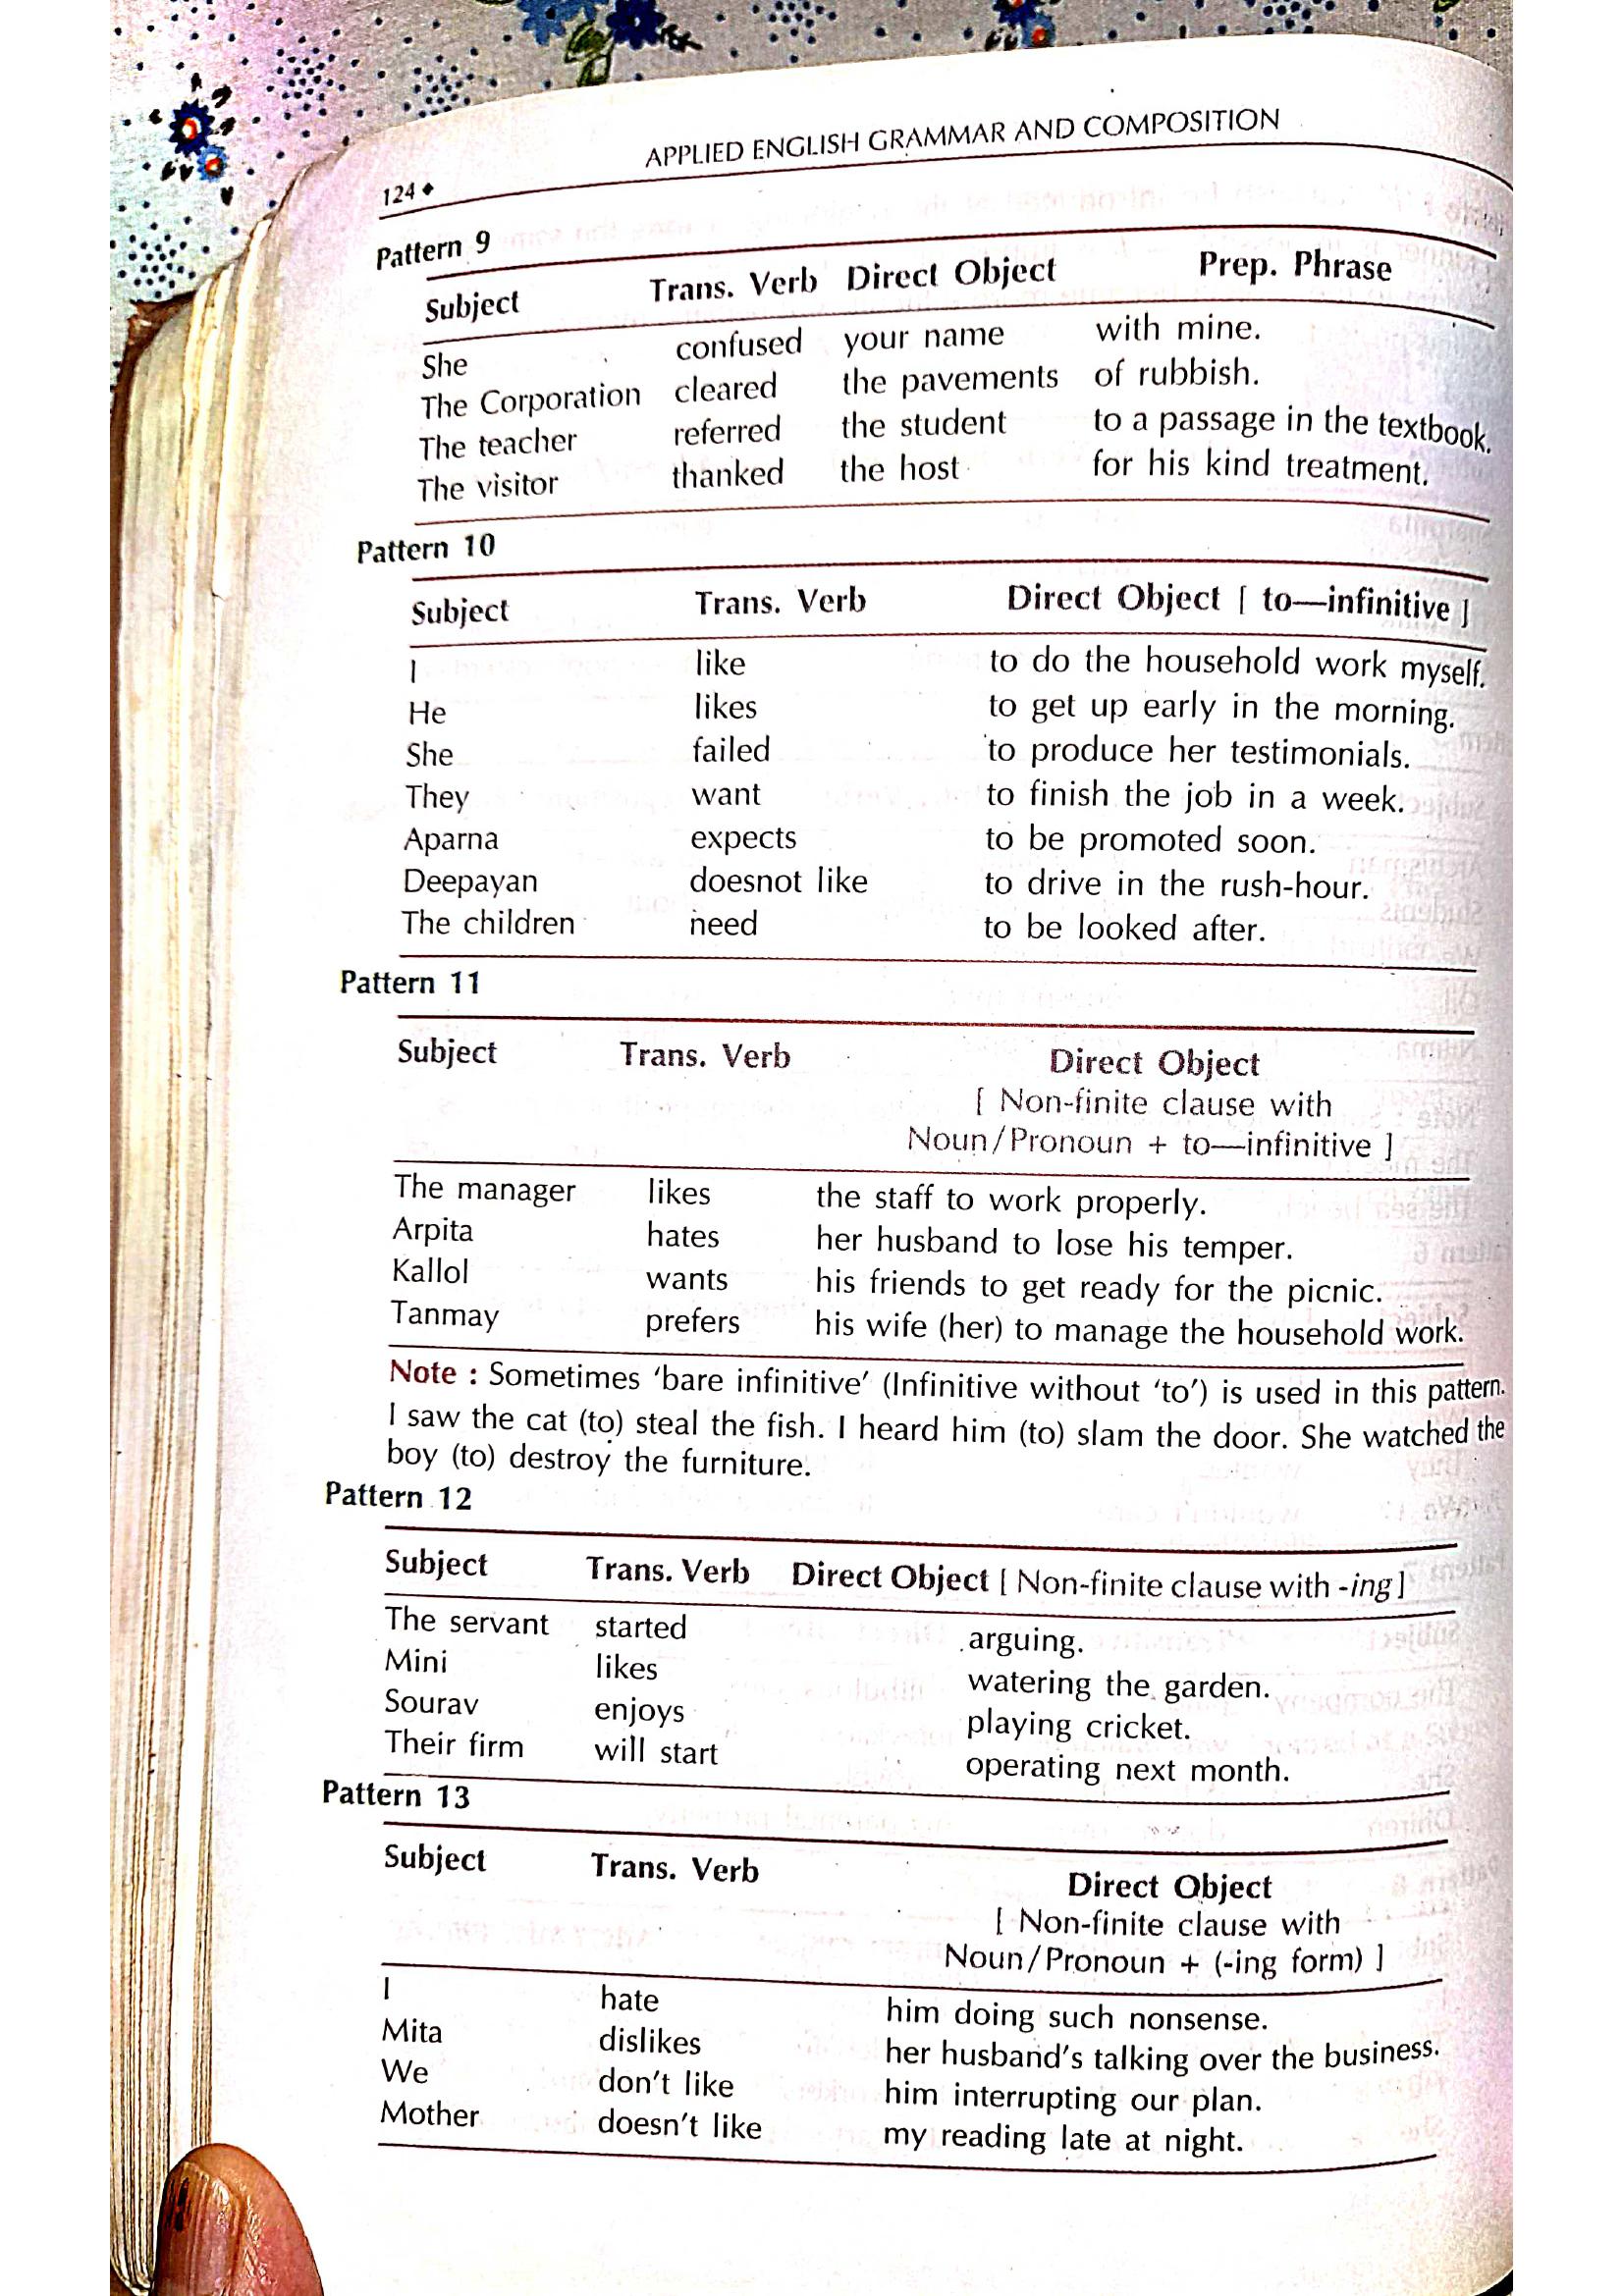 APPLIED ENGLISH GRAMMAR AND COMPOSITION
124 ◆
Pattern 9
Subject Trans. Verb Direct Object Prep. Phrase
She confused your name with mine.
The Corporation cleared the pavements of rubbish.
The teacher referred the student to a passage in the textbook.
The visitor thanked the host for his kind treatment.
Pattern 10
Subject Trans. Verb Direct Object [ to—infinitive ]
I like to do the household work myself.
He likes to get up early in the morning.
She failed to produce her testimonials.
They want to finish the job in a week.
Aparna expects to be promoted soon.
Deepayan doesnot like to drive in the rush-hour.
The children need to be looked after.
Pattern 11
Subject Trans. Verb Direct Object
[ Non-finite clause with
Noun/Pronoun + to—infinitive ]
The manager likes the staff to work properly.
Arpita hates her husband to lose his temper.
Kallol wants his friends to get ready for the picnic.
Tanmay prefers his wife (her) to manage the household work.
Note : Sometimes ‘bare infinitive’ (Infinitive without ‘to’) is used in this pattern.
I saw the cat (to) steal the fish. I heard him (to) slam the door. She watched the
boy (to) destroy the furniture.
Pattern 12
Subject Trans. Verb Direct Object [ Non-finite clause with -ing ]
The servant started arguing.
Mini likes watering the garden.
Sourav enjoys playing cricket.
Their firm will start operating next month.
Pattern 13
Subject Trans. Verb Direct Object
[ Non-finite clause with
Noun/Pronoun + (-ing form) ]
I hate him doing such nonsense.
Mita dislikes her husband's talking over the business.
We don't like him interrupting our plan.
Mother doesn't like my reading late at night.